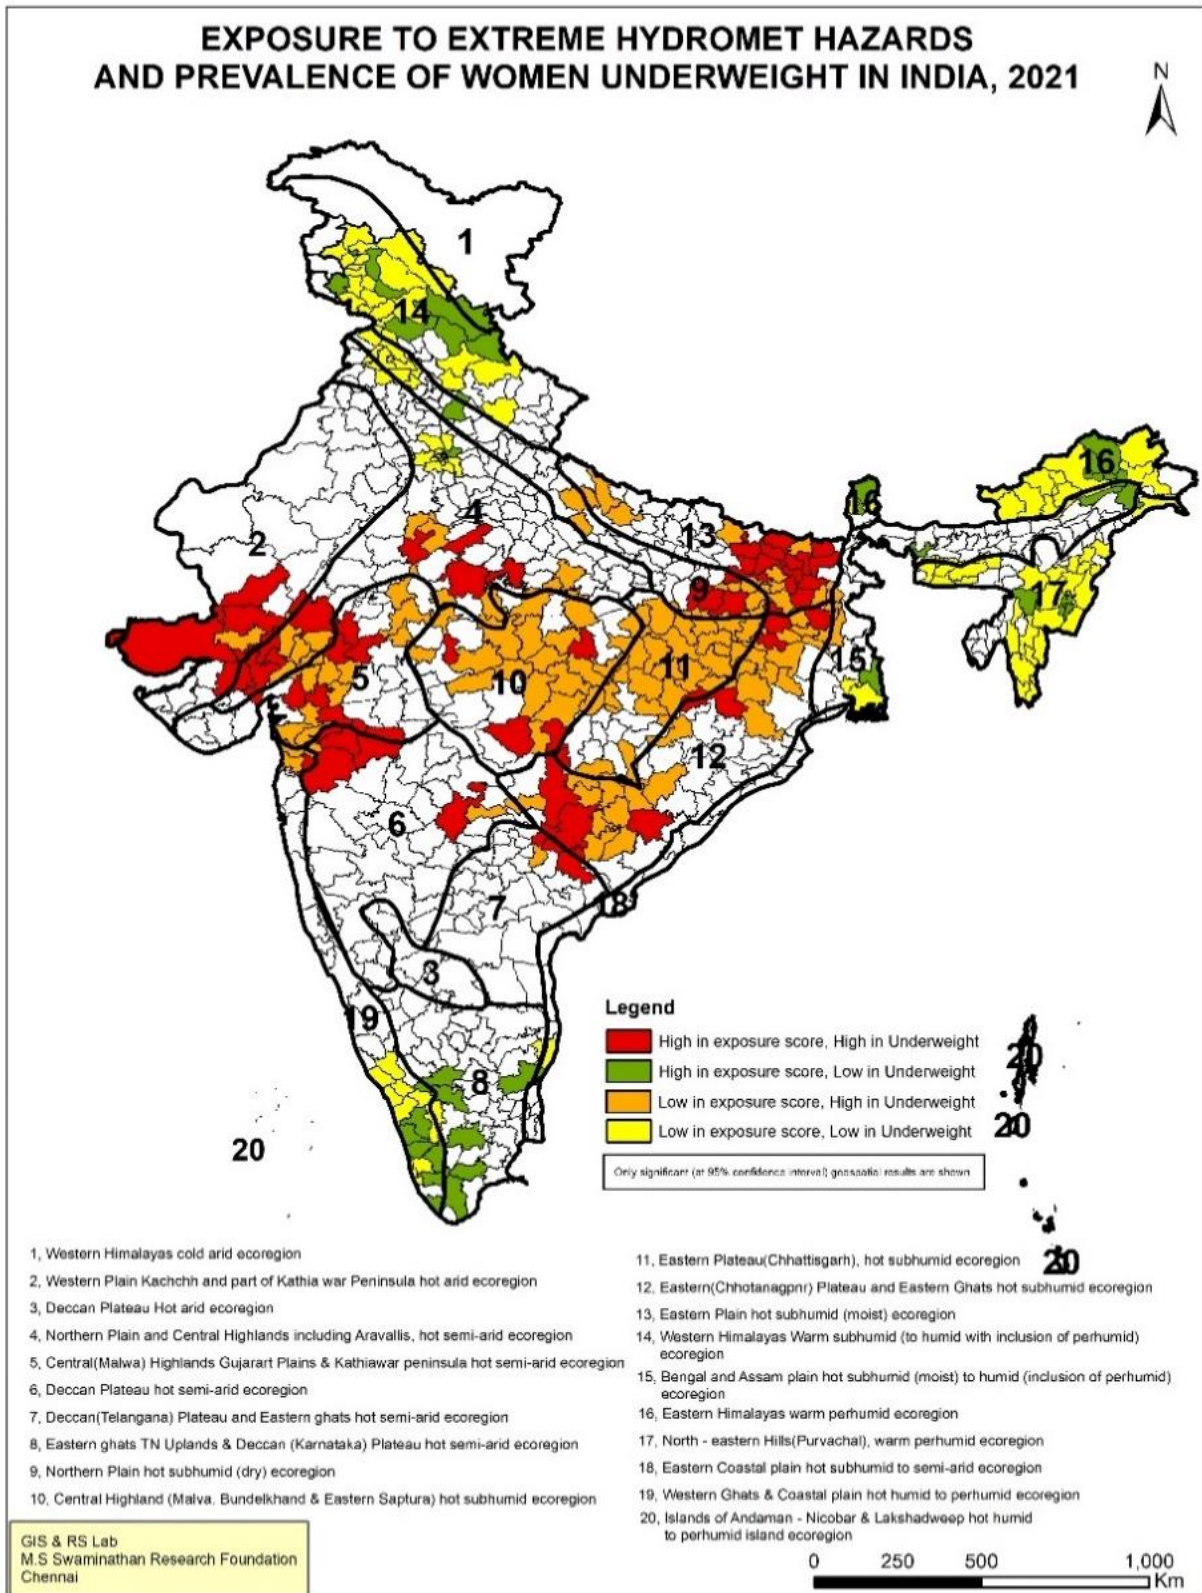 EXPOSURE TO EXTREME HYDROMET HAZARDS
AND PREVALENCE OF WOMEN UNDERWEIGHT IN INDIA, 2021
N
1
14
16
16
4
13
2
9
17
15
5
11
10
12
6
7
18
3
19
8
20
20
20
20
Legend
High in exposure score, High in Underweight
High in exposure score, Low in Underweight
Low in exposure score, High in Underweight
Low in exposure score, Low in Underweight
Only significant (at 95% confidence interval) geospatial results are shown
1, Western Himalayas cold arid ecoregion
2, Western Plain Kachchh and part of Kathia war Peninsula hot arid ecoregion
3, Deccan Plateau Hot arid ecoregion
4, Northern Plain and Central Highlands including Aravallis, hot semi-arid ecoregion
5, Central(Malwa) Highlands Gujarart Plains & Kathiawar peninsula hot semi-arid ecoregion
6, Deccan Plateau hot semi-arid ecoregion
7, Deccan(Telangana) Plateau and Eastern ghats hot semi-arid ecoregion
8, Eastern ghats TN Uplands & Deccan (Karnataka) Plateau hot semi-arid ecoregion
9, Northern Plain hot subhumid (dry) ecoregion
10, Central Highland (Malva. Bundelkhand & Eastern Saptura) hot subhumid ecoregion
11, Eastern Plateau(Chhattisgarh), hot subhumid ecoregion
12, Eastern(Chhotanagpnr) Plateau and Eastern Ghats hot subhumid ecoregion
13, Eastern Plain hot subhumid (moist) ecoregion
14, Western Himalayas Warm subhumid (to humid with inclusion of perhumid)
ecoregion
15, Bengal and Assam plain hot subhumid (moist) to humid (inclusion of perhumid)
ecoregion
16, Eastern Himalayas warm perhumid ecoregion
17, North - eastern Hills(Purvachal), warm perhumid ecoregion
18, Eastern Coastal plain hot subhumid to semi-arid ecoregion
19, Western Ghats & Coastal plain hot humid to perhumid ecoregion
20, Islands of Andaman - Nicobar & Lakshadweep hot humid
to perhumid island ecoregion
GIS & RS Lab
M.S Swaminathan Research Foundation
Chennai
0 250 500 1,000
Km